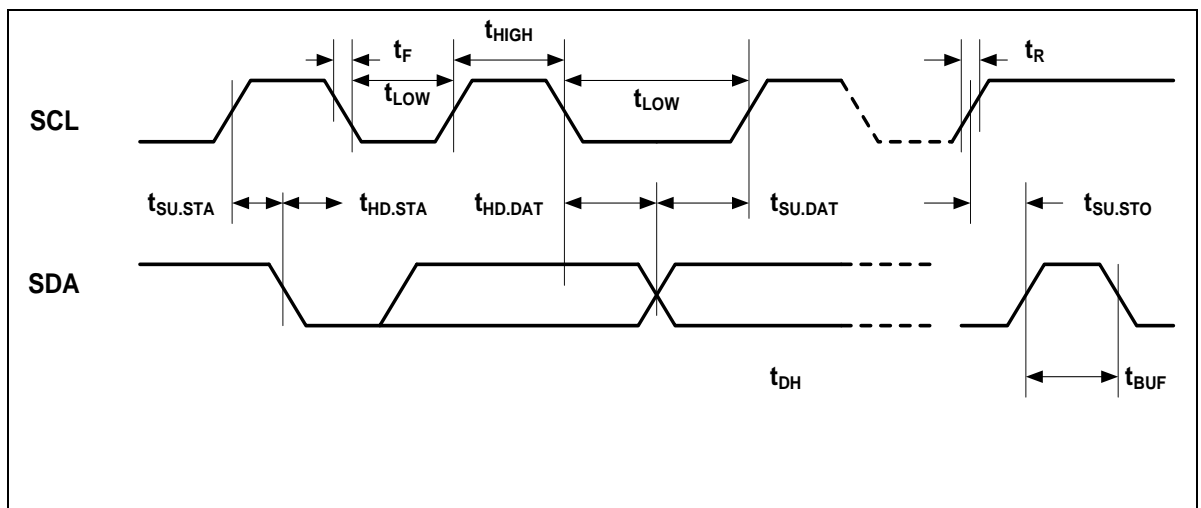 tHIGH
tF
tR
tLOW
tLOW
SCL
tSU.STA
tHD.STA
tHD.DAT
tSU.DAT
tSU.STO
SDA
tDH
tBUF